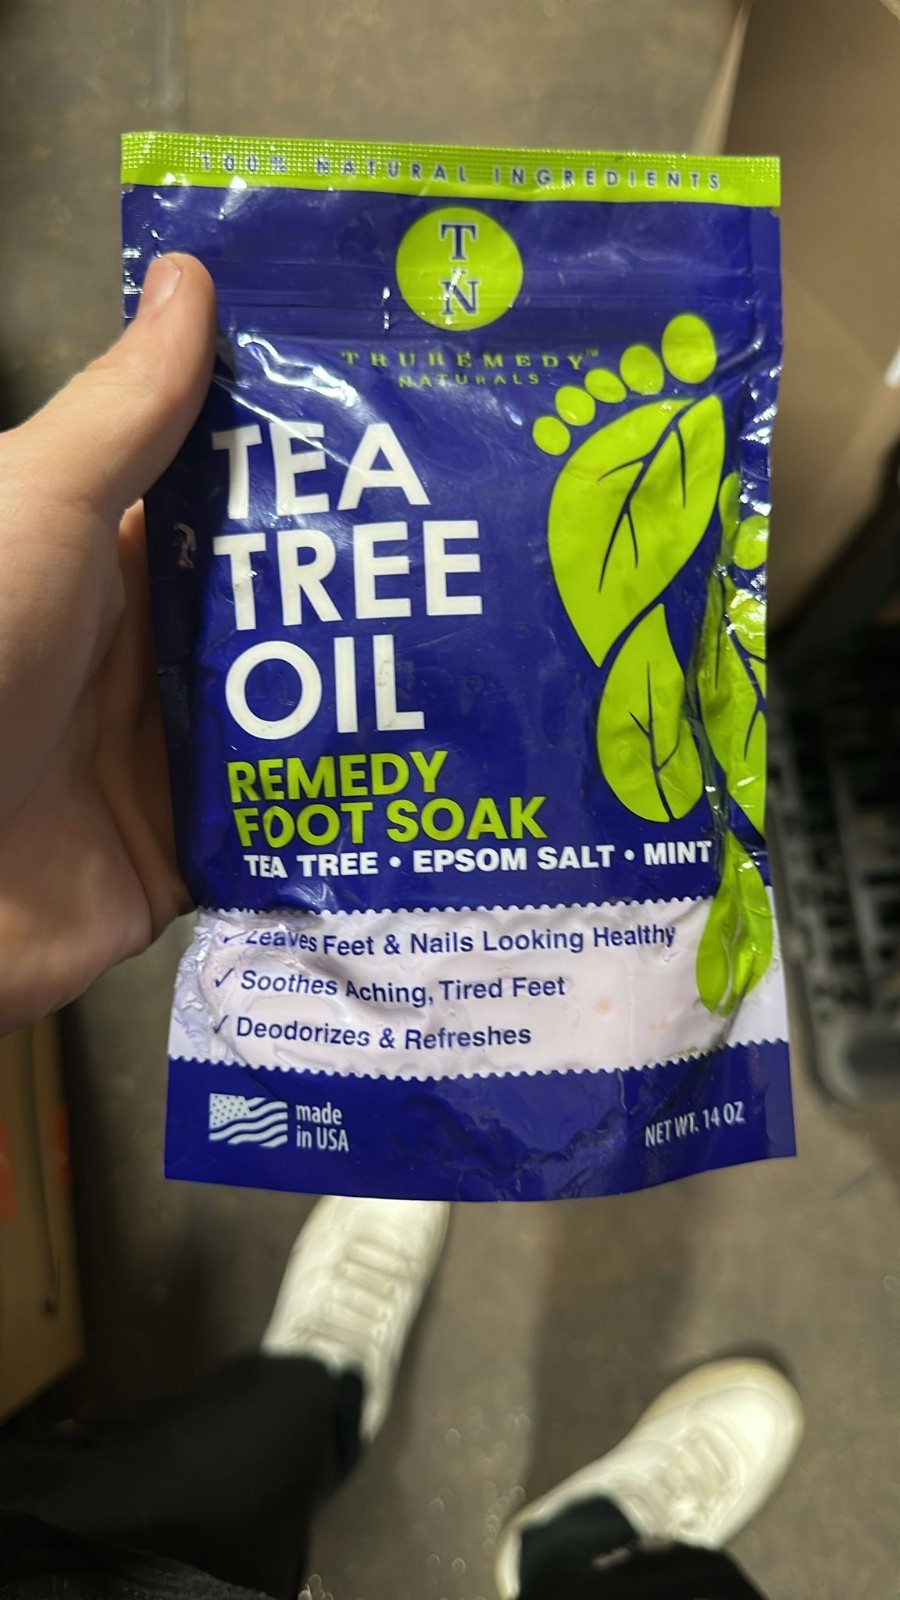 100% NATURAL INGREDIENTS
T
N
TRUREMEDY™
NATURALS
TEA
TREE
OIL
REMEDY
FOOT SOAK
TEA TREE • EPSOM SALT • MINT
✓ Leaves Feet & Nails Looking Healthy
✓ Soothes Aching, Tired Feet
✓ Deodorizes & Refreshes
made
in USA
NET WT. 14 OZ